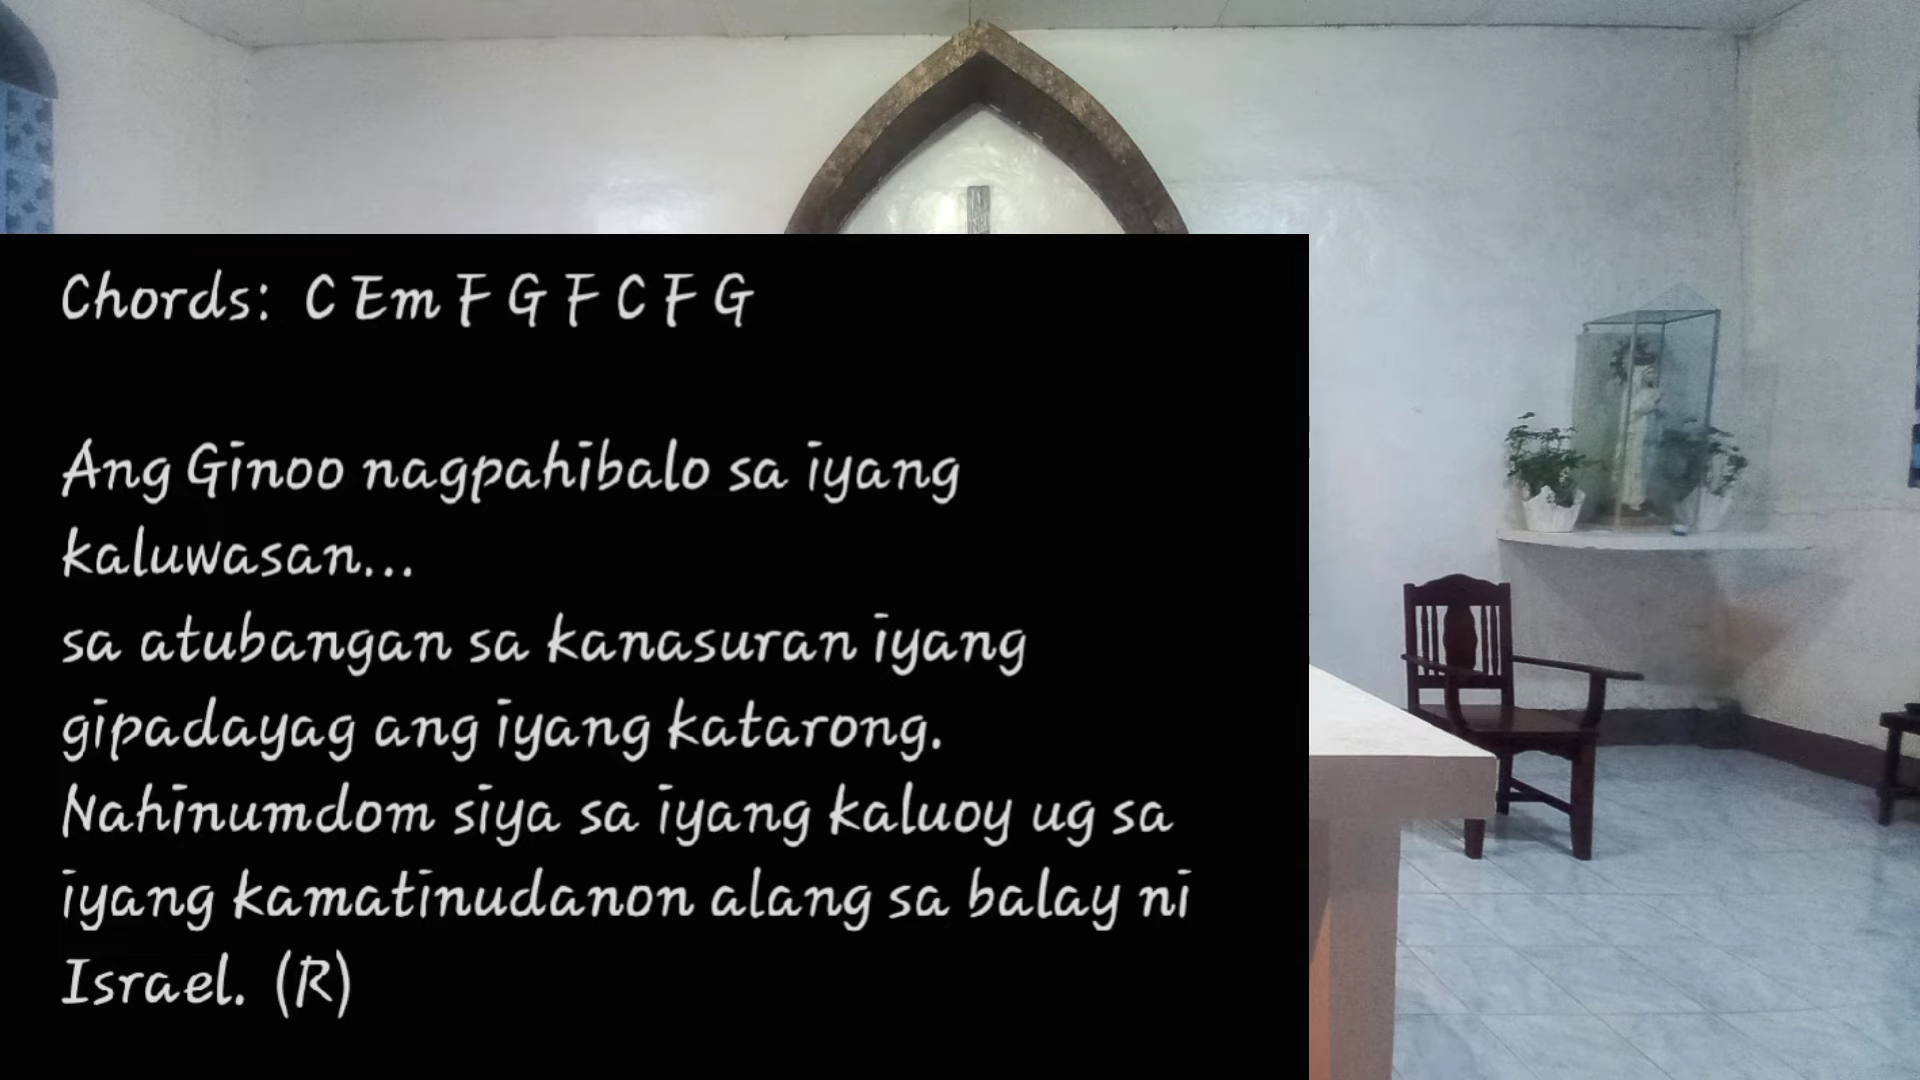 Chords: C Em F G F C F G
Ang Ginoo nagpahibalo sa iyang
kaluwasan...
sa atubangan sa kanasuran iyang
gipadayag ang iyang katarong.
Nahinumdom siya sa iyang kaluoy ug sa
iyang kamatinudanon alang sa balay ni
Israel. (R)